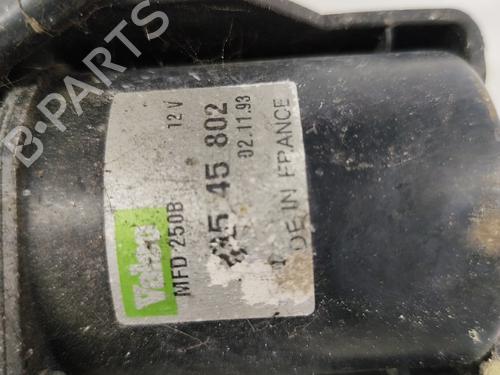 B-PARTS
Valeo
MFD 250B 12 V
45 802
02.11.93
DE IN FRANCE